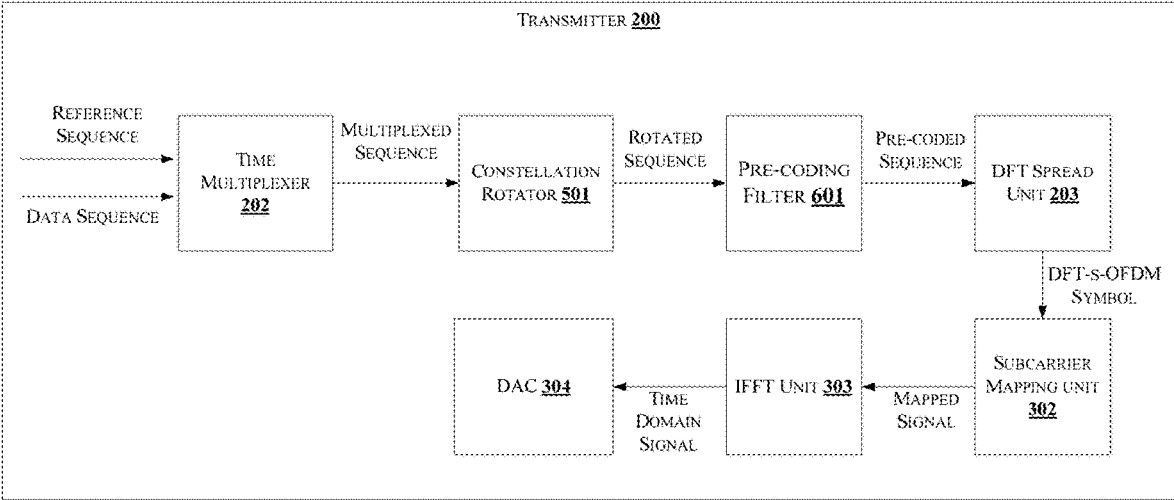 TRANSMITTER 200
REFERENCE
SEQUENCE
DATA SEQUENCE
TIME
MULTIPLEXER
202
MULTIPLEXED
SEQUENCE
CONSTELLATION
ROTATOR 501
ROTATED
SEQUENCE
PRE-CODING
FILTER 601
PRE-CODED
SEQUENCE
DFT SPREAD
UNIT 203
DFT-S-OFDM
SYMBOL
SUBCARRIER
MAPPING UNIT
302
MAPPED
SIGNAL
IFFT UNIT 303
TIME
DOMAIN
SIGNAL
DAC 304